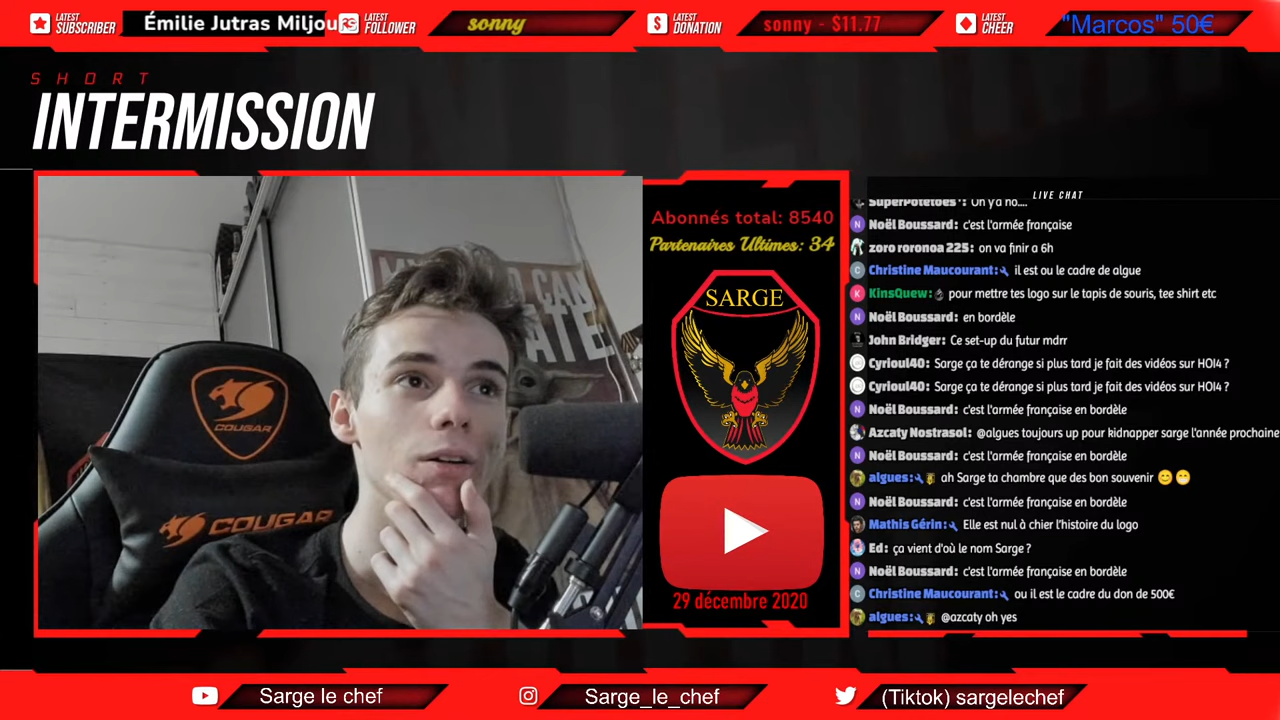 LATEST SUBSCRIBER
Émilie Jutras Miljou
LATEST FOLLOWER
sonny
LATEST DONATION
sonny - $11.77
LATEST CHEER
"Marcos" 50€
SHORT
INTERMISSION
CAN
ATE
COUGAR
COUGAR
Abonnés total: 8540
Partenaires Ultimes: 34
SARGE
29 décembre 2020
LIVE CHAT
SuperPotetoes : On y'a no....
Noël Boussard: c'est l'armée française
zoro roronoa 225: on va finir a 6h
Christine Maucourant: il est ou le cadre de algue
KinsQuew: pour mettre tes logo sur le tapis de souris, tee shirt etc
Noël Boussard: en bordèle
John Bridger: Ce set-up du futur mdrr
Cyrioul40: Sarge ça te dérange si plus tard je fait des vidéos sur HOI4 ?
Cyrioul40: Sarge ça te dérange si plus tard je fait des vidéos sur HOI4 ?
Noël Boussard: c'est l'armée française en bordèle
Azcaty Nostrasol: @algues toujours up pour kidnapper sarge l'année prochaine
Noël Boussard: c'est l'armée française en bordèle
algues: ah Sarge ta chambre que des bon souvenir 😊😁
Noël Boussard: c'est l'armée française en bordèle
Mathis Gérin: Elle est nul à chier l'histoire du logo
Ed: ça vient d'où le nom Sarge ?
Noël Boussard: c'est l'armée française en bordèle
Christine Maucourant: ou il est le cadre du don de 500€
algues: @azcaty oh yes
Sarge le chef
Sarge_le_chef
(Tiktok) sargelechef